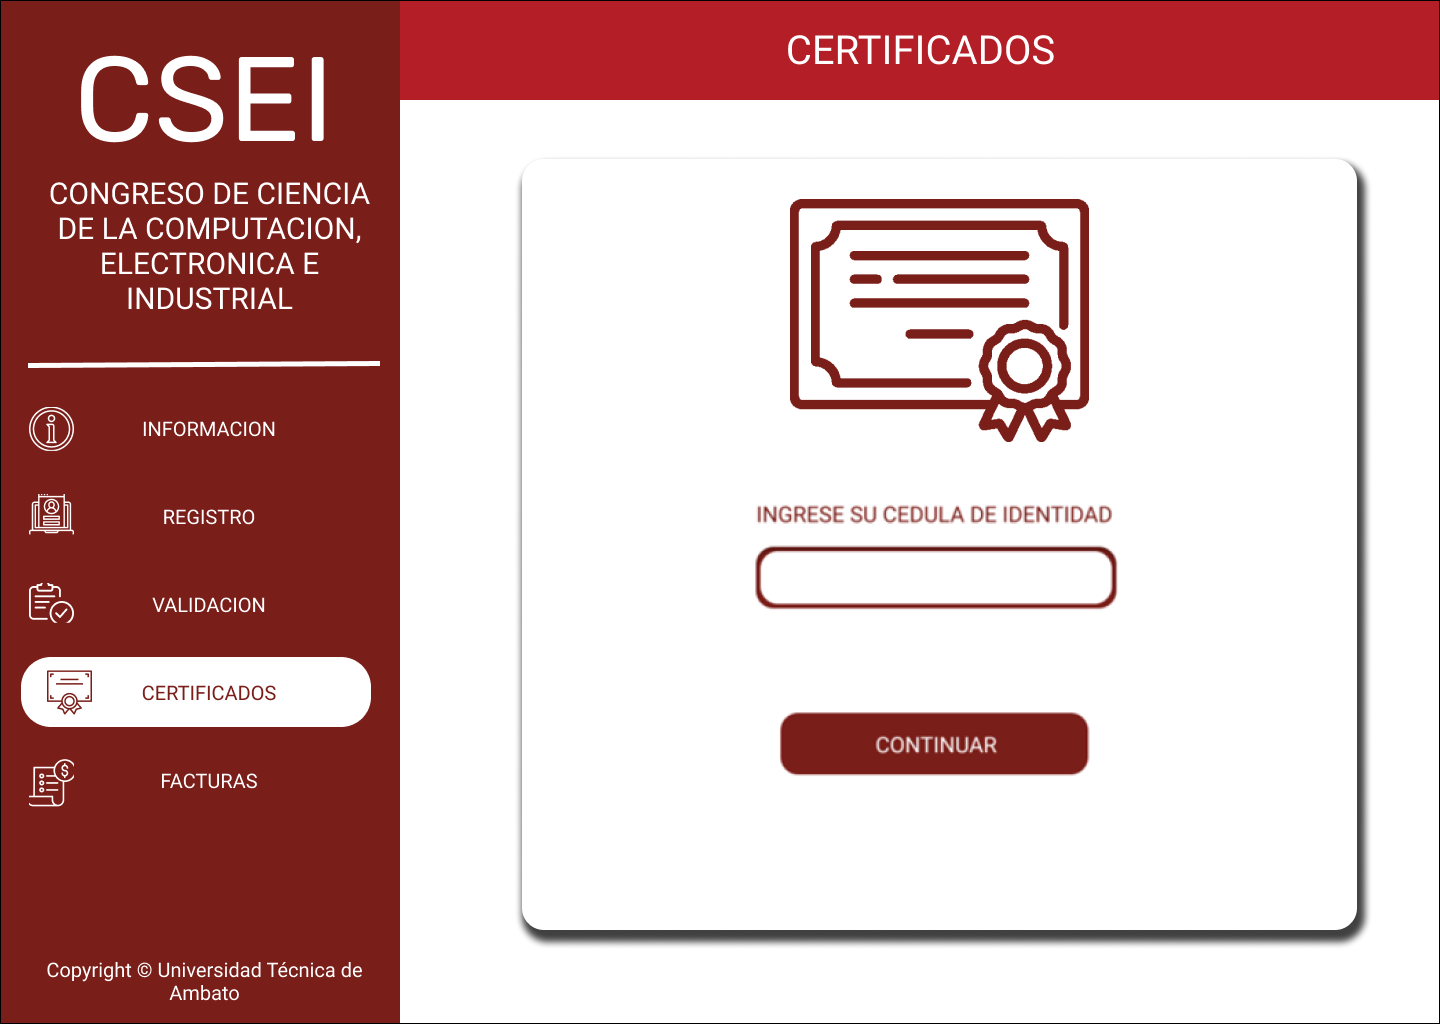 CSEI
CONGRESO DE CIENCIA
DE LA COMPUTACION,
ELECTRONICA E
INDUSTRIAL
INFORMACION
REGISTRO
VALIDACION
CERTIFICADOS
FACTURAS
Copyright © Universidad Técnica de
Ambato
CERTIFICADOS
INGRESE SU CEDULA DE IDENTIDAD
CONTINUAR